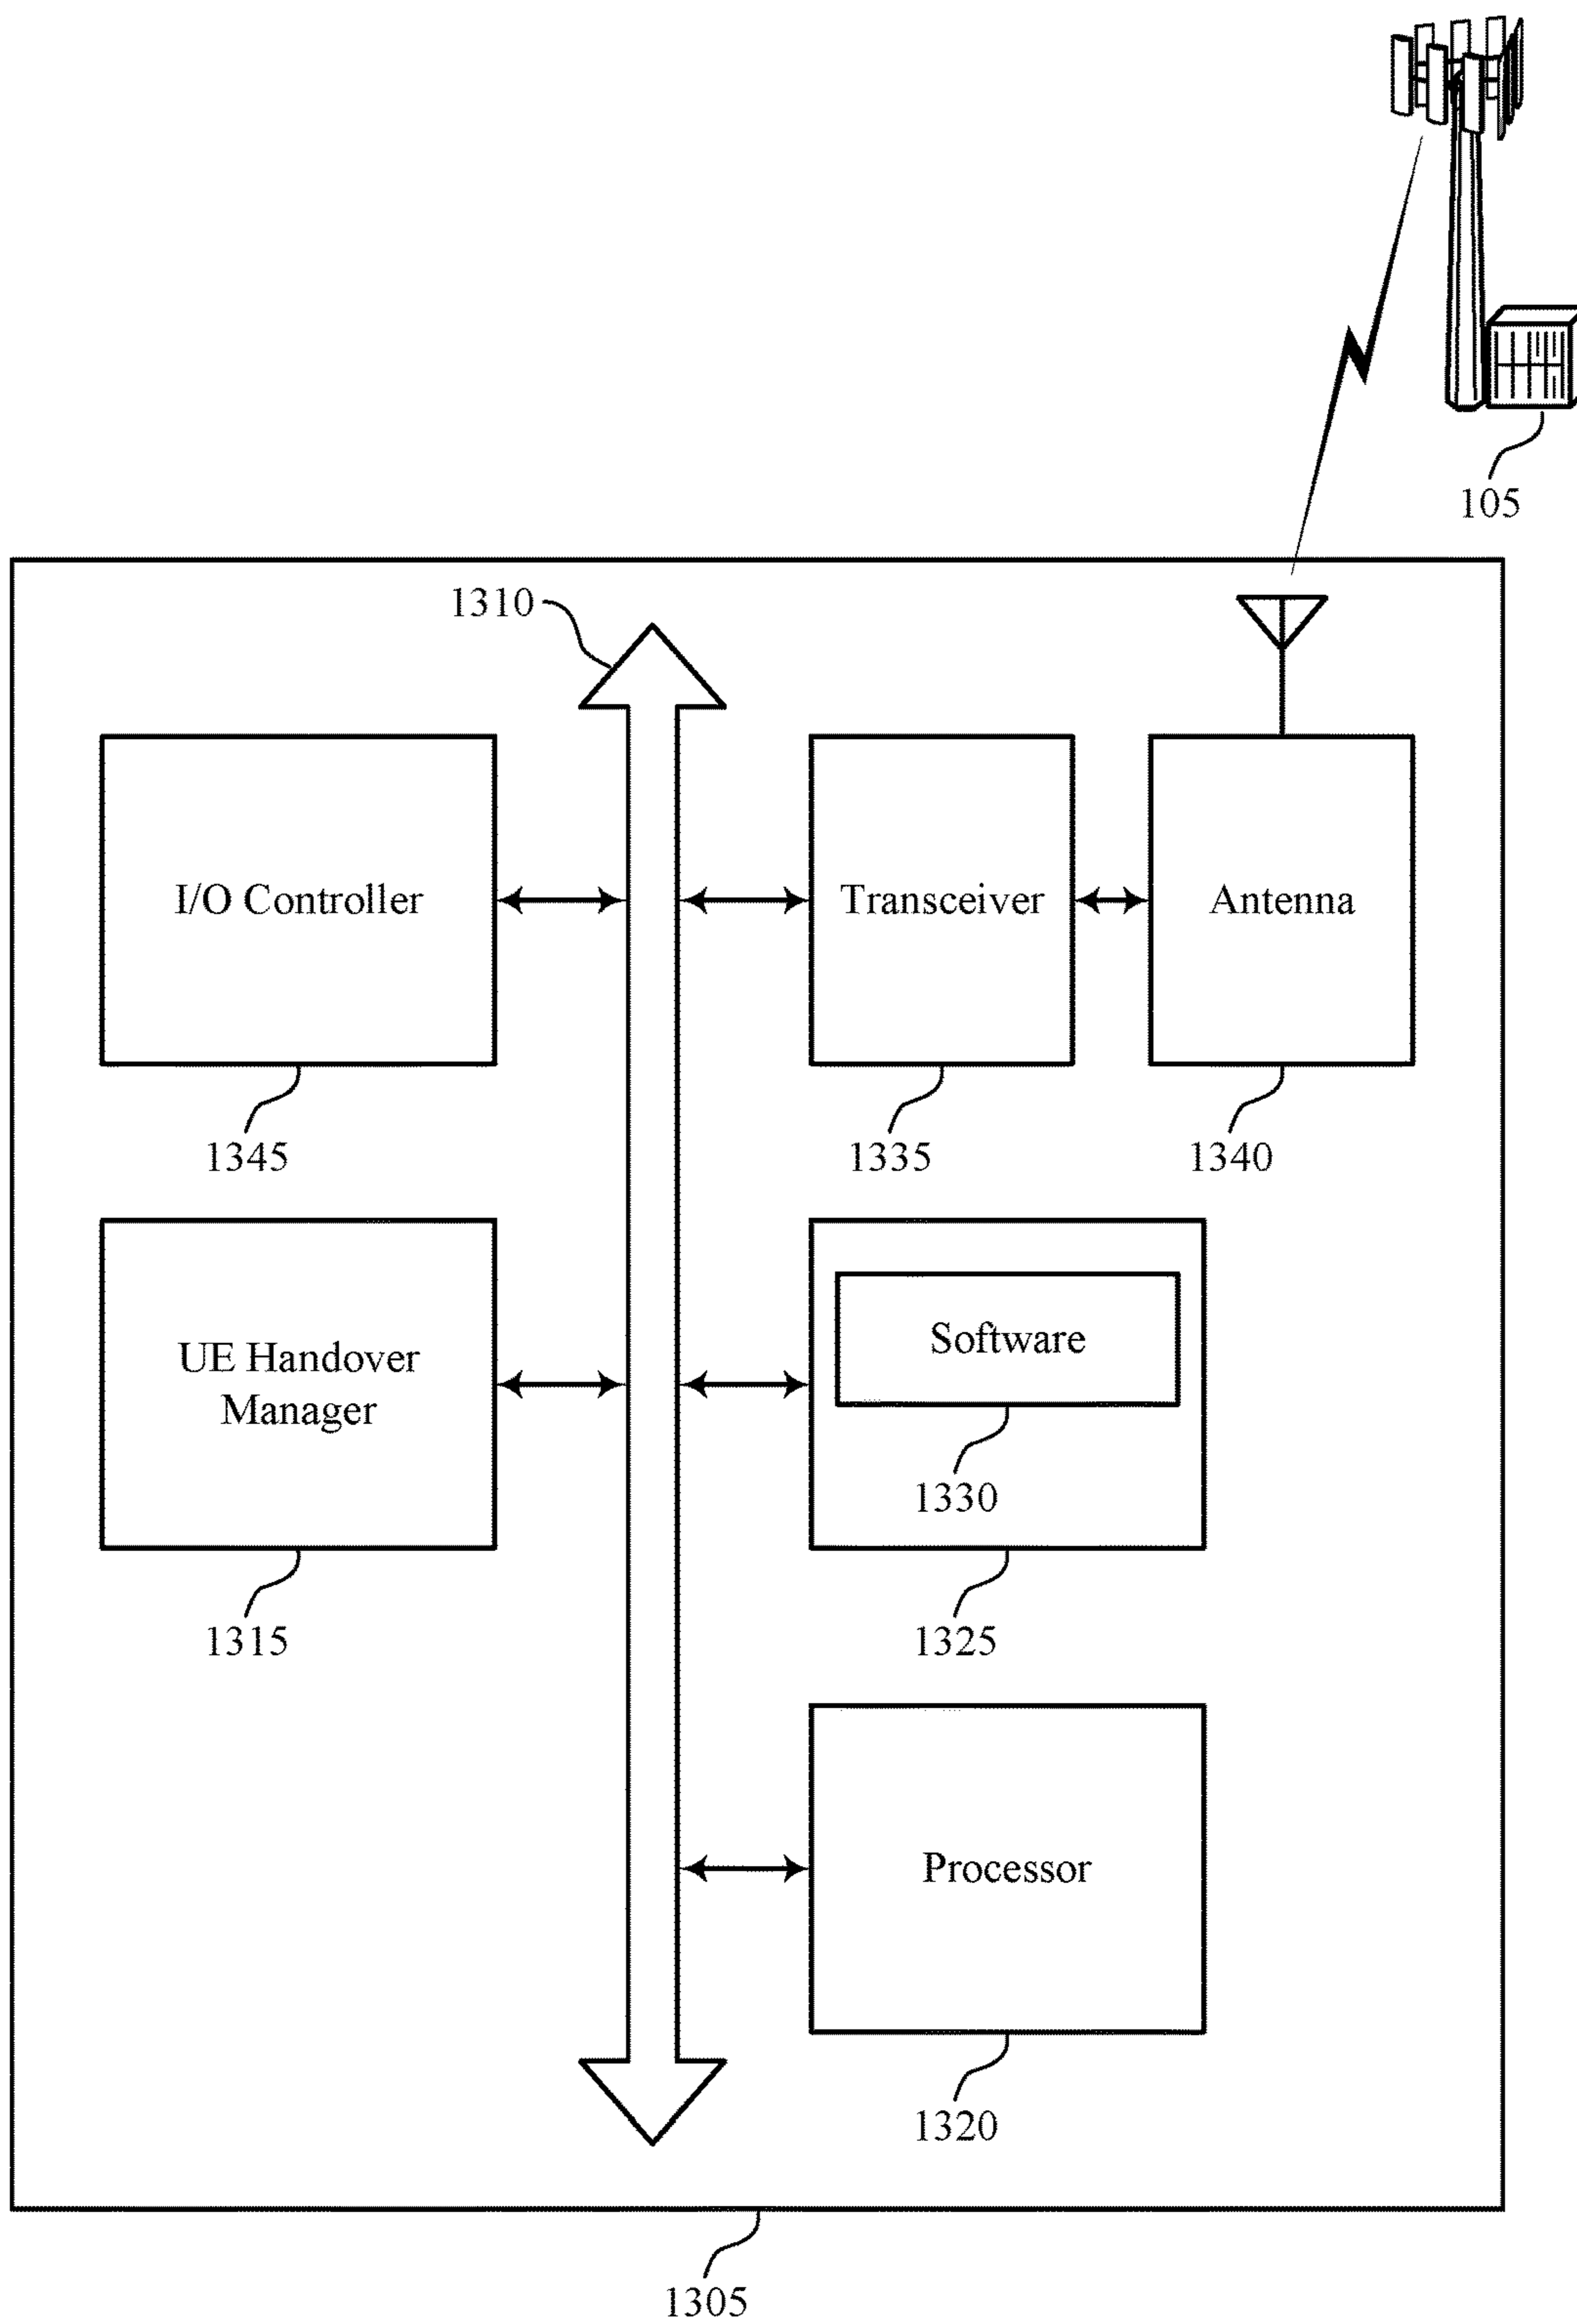 105
1310
I/O Controller
Transceiver
Antenna
1345
1335
1340
UE Handover
Manager
Software
1330
1315
1325
Processor
1320
1305